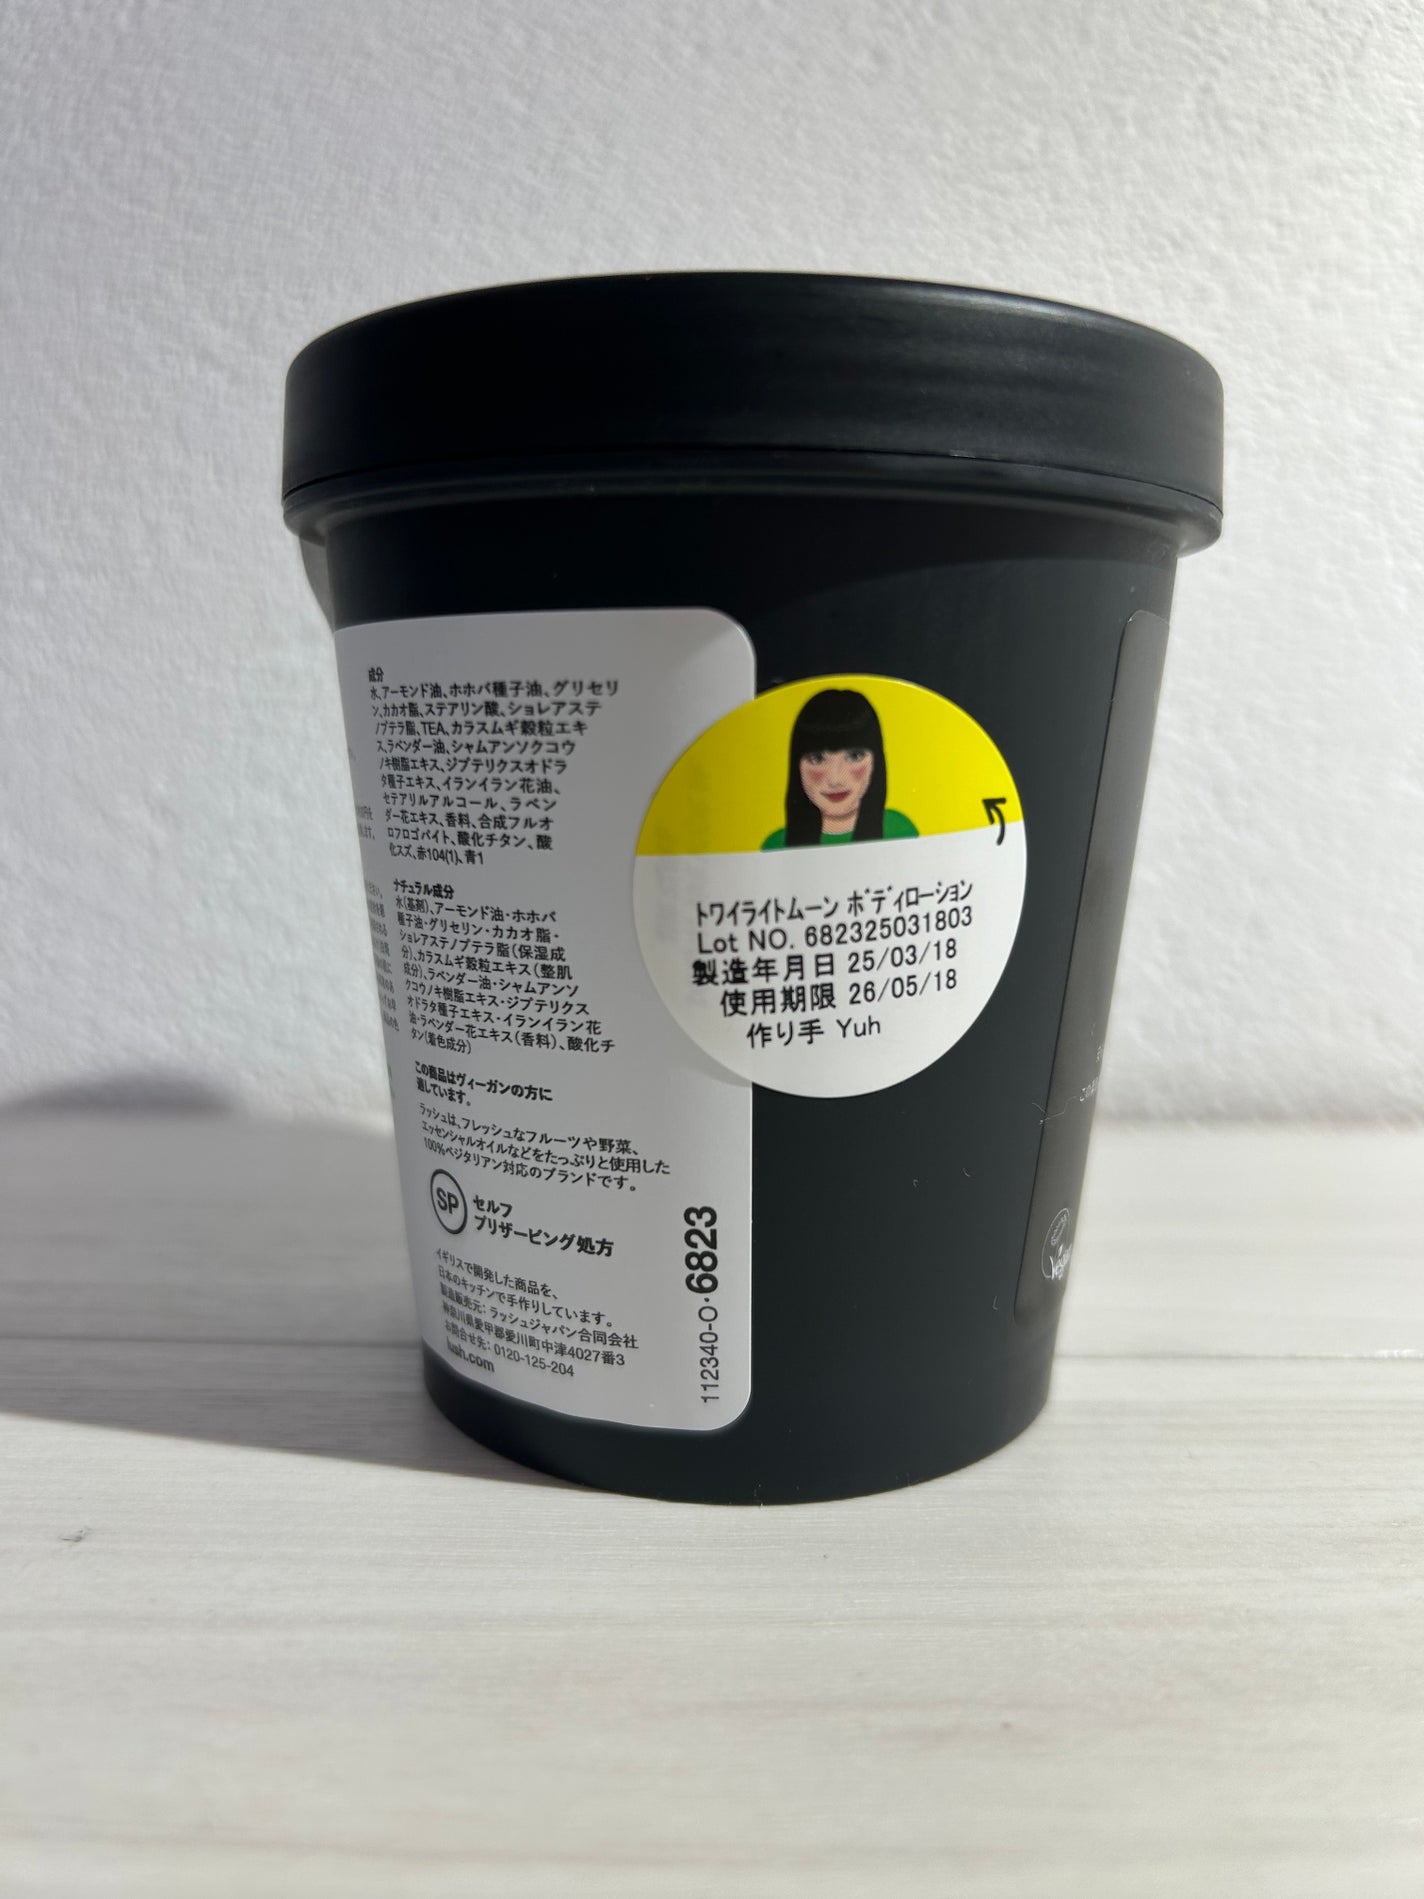 成分
水、アーモンド油、ホホバ種子油、グリセリ
ン、カカオ脂、ステアリン酸、ショレアステ
ノプテラ脂、TEA、カラスムギ穀粒エキ
ス、ラベンダー油、シャムアンソクコウ
ノキ樹脂エキス、ジプテリクスオドラ
タ種子エキス、イランイラン花油、
セテアリルアルコール、ラベン
ダー花エキス、香料、合成フルオ
ロフロゴパイト、酸化チタン、酸
化スズ、赤104(1)、青1
ナチュラル成分
水(基剤)、アーモンド油・ホホバ
種子油・グリセリン・カカオ脂・
ショレアステノプテラ脂(保湿成
分)、カラスムギ穀粒エキス(整肌
成分)、ラベンダー油・シャムアンソ
クコウノキ樹脂エキス・ジプテリクス
オドラタ種子エキス・イランイラン花
油・ラベンダー花エキス(香料)、酸化チ
タン(着色成分)
この商品はヴィーガンの方に
適しています。
ラッシュは、フレッシュなフルーツや野菜、
エッセンシャルオイルなどをたっぷりと使用した
100%ベジタリアン対応のブランドです。
SP
セルフ
プリザービング処方
イギリスで開発した商品を、
日本のキッチンで手作りしています。
製造販売元: ラッシュジャパン合同会社
神奈川県愛甲郡愛川町中津4027番3
お問合せ先: 0120-125-204
lush.com
112340-O・6823
トワイライトムーン ボディローション
Lot NO. 682325031803
製造年月日 25/03/18
使用期限 26/05/18
作り手 Yuh